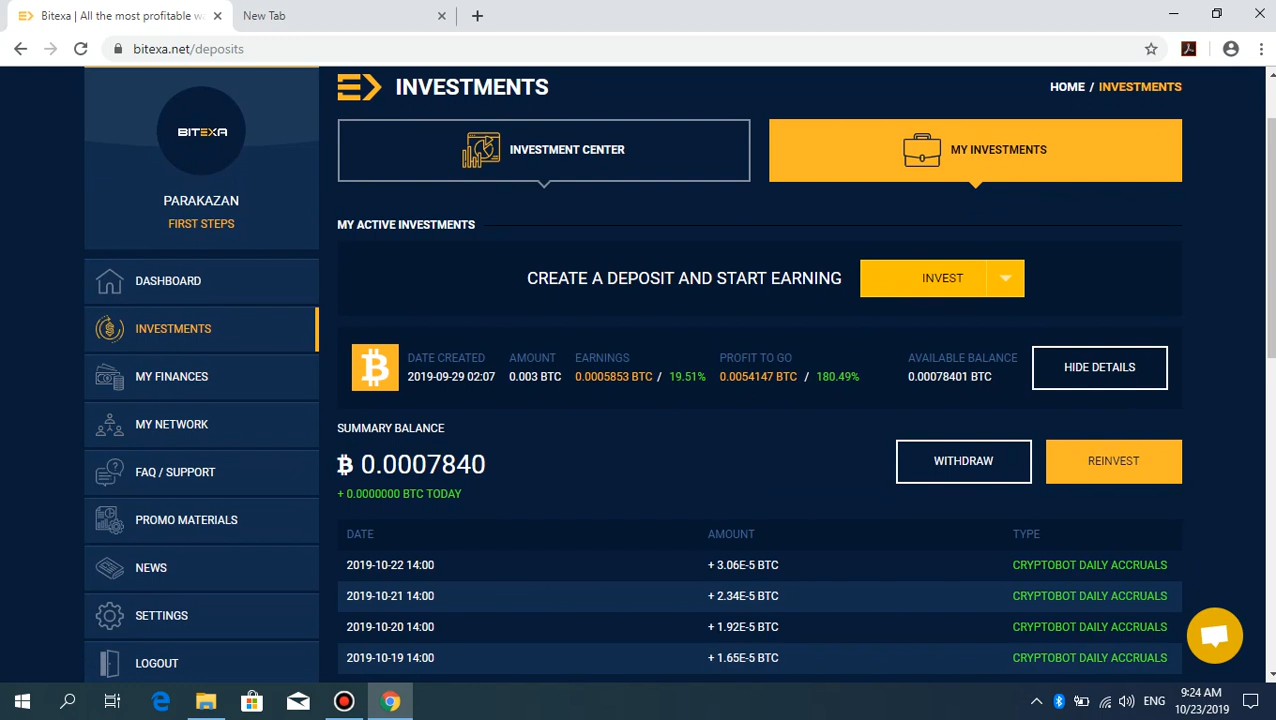 Bitexa | All the most profitable w
New Tab
bitexa.net/deposits
BITEXA
PARAKAZAN
FIRST STEPS
DASHBOARD
INVESTMENTS
MY FINANCES
MY NETWORK
FAQ / SUPPORT
PROMO MATERIALS
NEWS
SETTINGS
LOGOUT
INVESTMENTS
HOME / INVESTMENTS
INVESTMENT CENTER
MY INVESTMENTS
MY ACTIVE INVESTMENTS
CREATE A DEPOSIT AND START EARNING
INVEST
DATE CREATED AMOUNT EARNINGS PROFIT TO GO AVAILABLE BALANCE
2019-09-29 02:07 0.003 BTC 0.0005853 BTC / 19.51% 0.0054147 BTC / 180.49% 0.00078401 BTC
HIDE DETAILS
SUMMARY BALANCE
₿ 0.0007840
WITHDRAW
REINVEST
+ 0.0000000 BTC TODAY
DATE AMOUNT TYPE
2019-10-22 14:00 + 3.06E-5 BTC CRYPTOBOT DAILY ACCRUALS
2019-10-21 14:00 + 2.34E-5 BTC CRYPTOBOT DAILY ACCRUALS
2019-10-20 14:00 + 1.92E-5 BTC CRYPTOBOT DAILY ACCRUALS
2019-10-19 14:00 + 1.65E-5 BTC CRYPTOBOT DAILY ACCRUALS
ENG
9:24 AM
10/23/2019